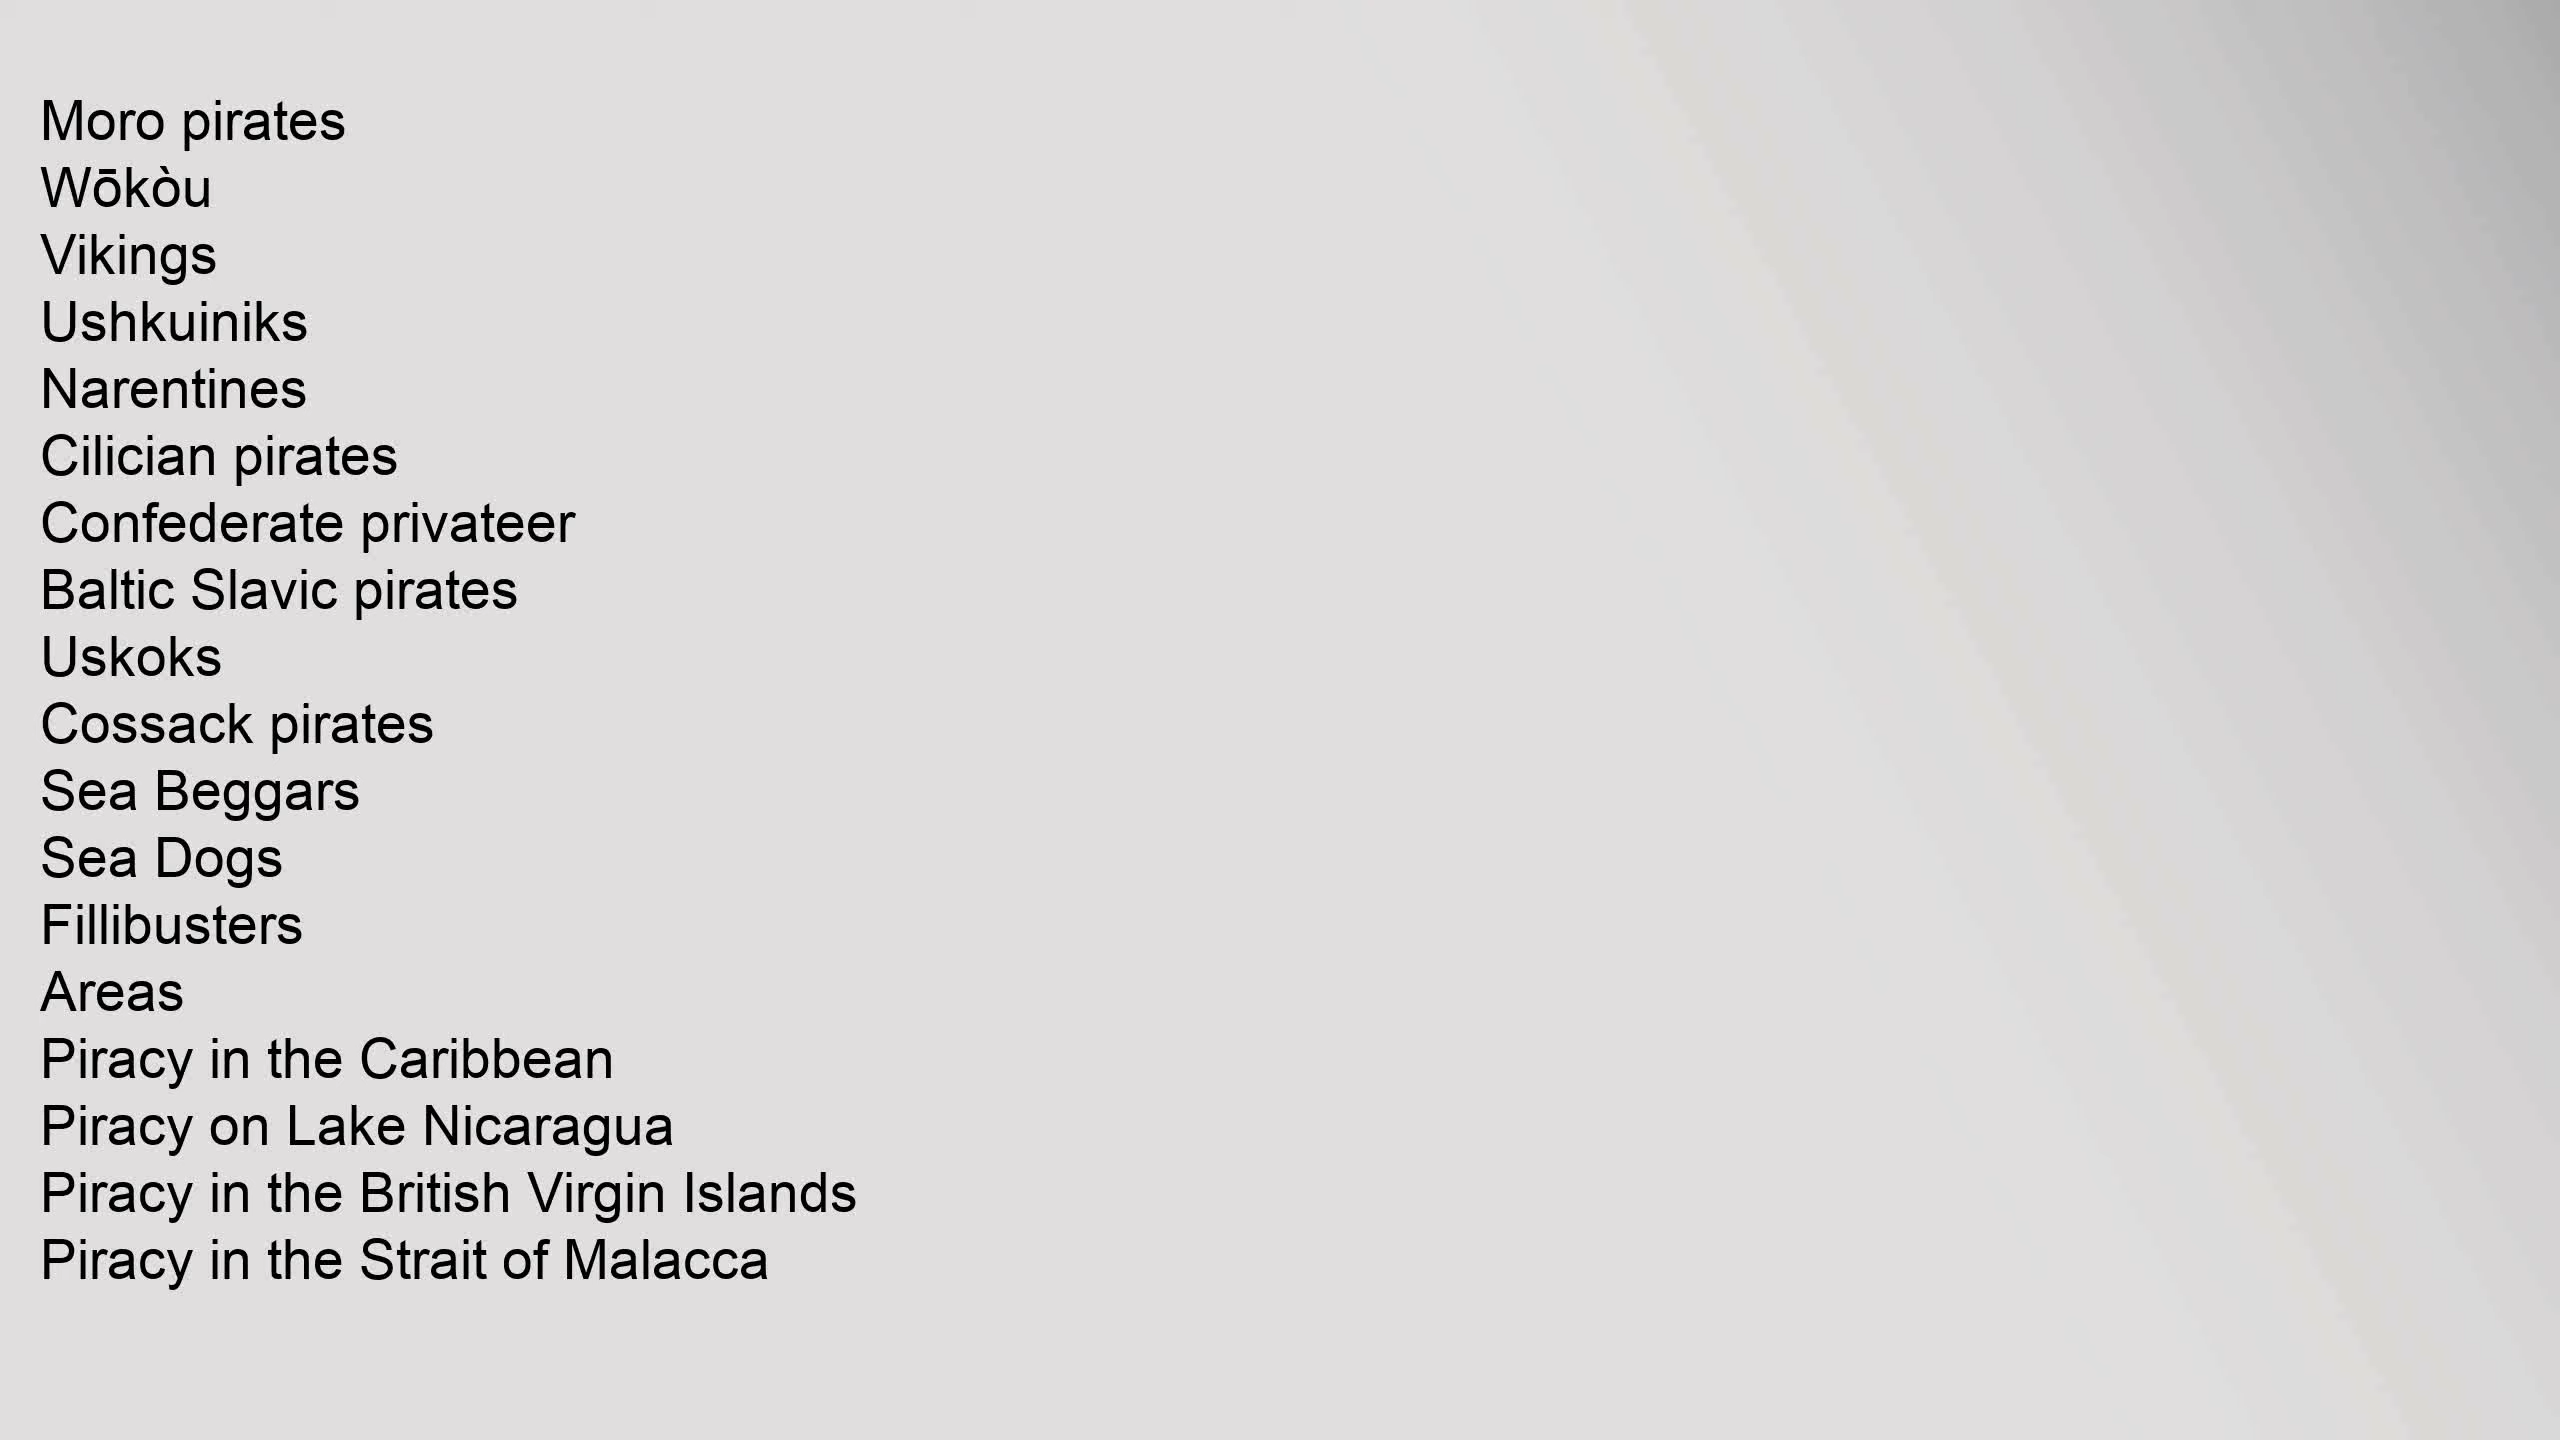 Moro pirates
Wōkòu
Vikings
Ushkuiniks
Narentines
Cilician pirates
Confederate privateer
Baltic Slavic pirates
Uskoks
Cossack pirates
Sea Beggars
Sea Dogs
Fillibusters
Areas
Piracy in the Caribbean
Piracy on Lake Nicaragua
Piracy in the British Virgin Islands
Piracy in the Strait of Malacca